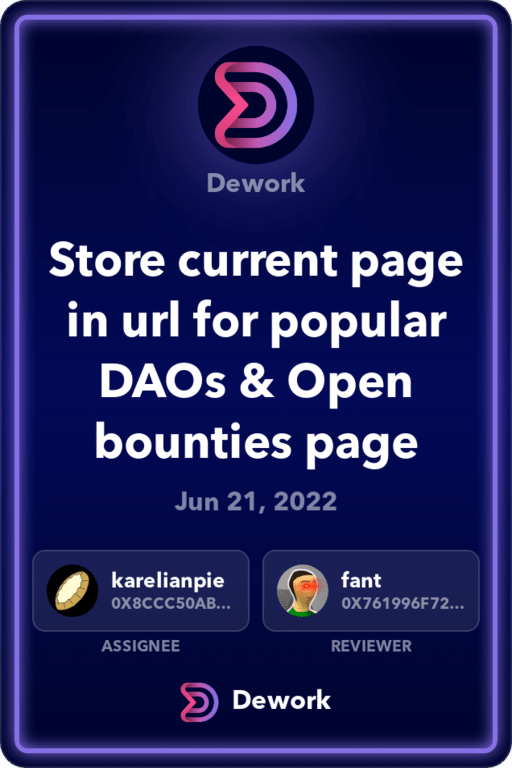 Dework
Store current page
in url for popular
DAOs & Open
bounties page
Jun 21, 2022
karelianpie
0X8CCC50AB...
fant
0X761996F72...
ASSIGNEE
REVIEWER
Dework